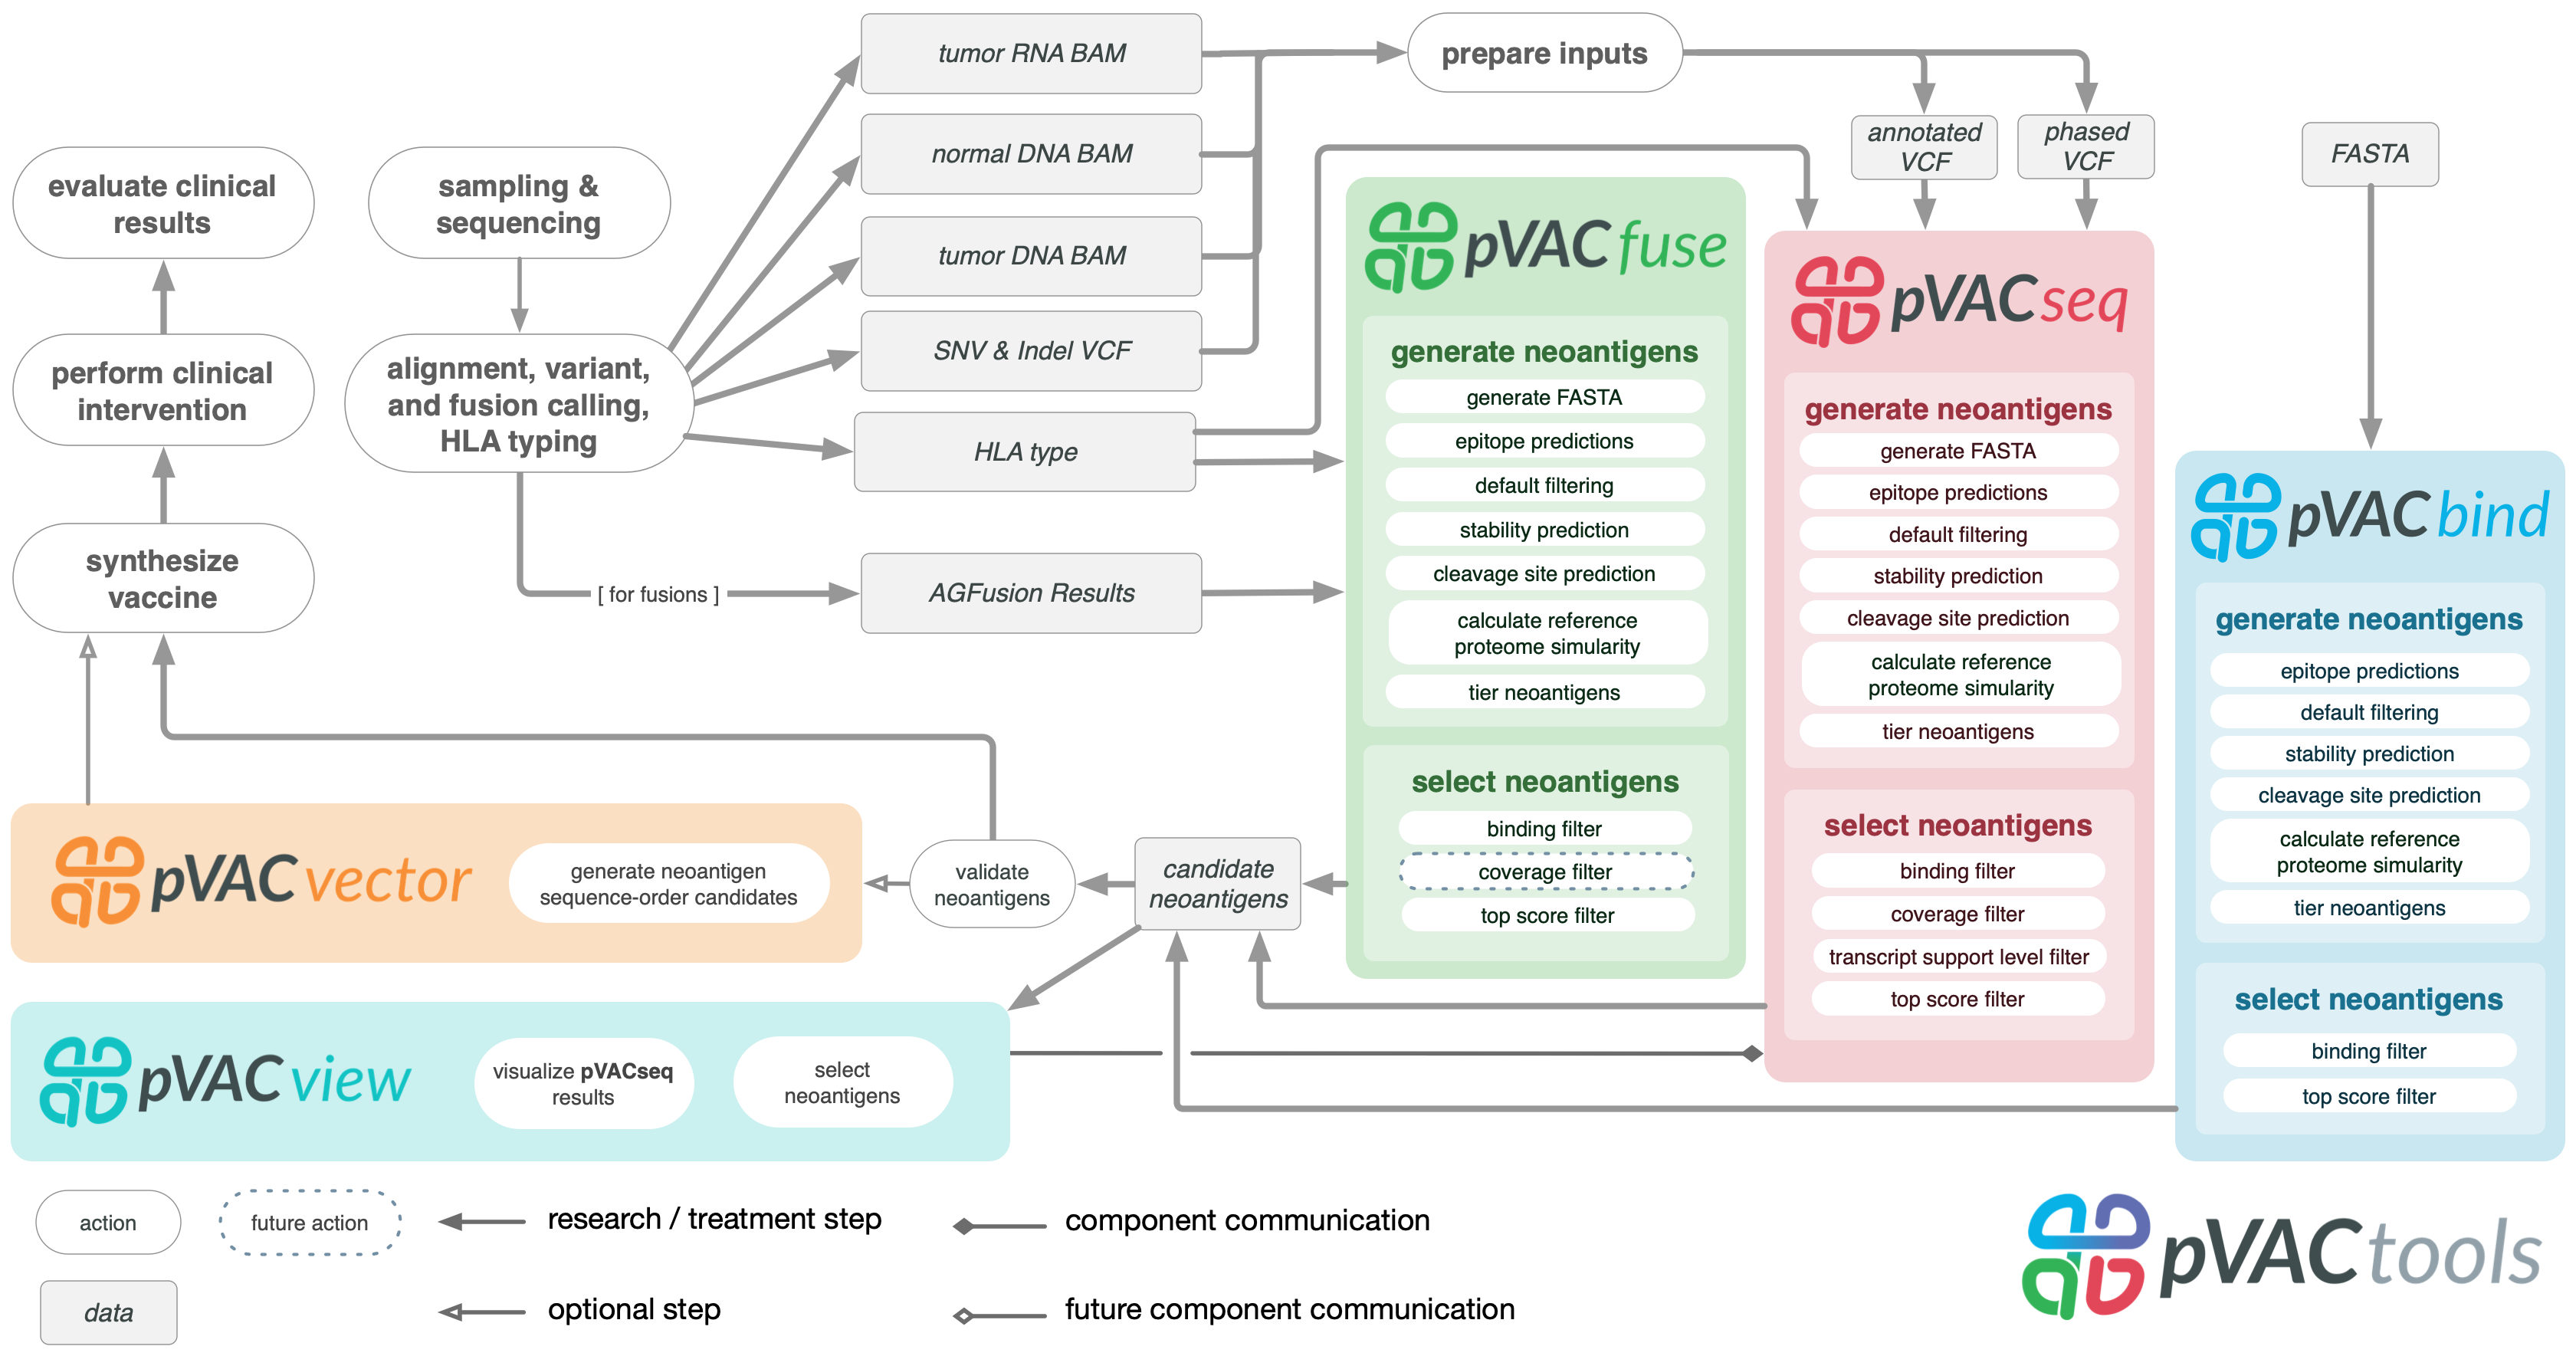 tumor RNA BAM
normal DNA BAM
tumor DNA BAM
SNV & Indel VCF
HLA type
AGFusion Results
prepare inputs
annotated
VCF
phased
VCF
FASTA
evaluate clinical
results
perform clinical
intervention
synthesize
vaccine
sampling &
sequencing
alignment, variant,
and fusion calling,
HLA typing
[ for fusions ]
pVACfuse
generate neoantigens
generate FASTA
epitope predictions
default filtering
stability prediction
cleavage site prediction
calculate reference
proteome simularity
tier neoantigens
select neoantigens
binding filter
coverage filter
top score filter
pVACseq
generate neoantigens
generate FASTA
epitope predictions
default filtering
stability prediction
cleavage site prediction
calculate reference
proteome simularity
tier neoantigens
select neoantigens
binding filter
coverage filter
transcript support level filter
top score filter
pVACbind
generate neoantigens
epitope predictions
default filtering
stability prediction
cleavage site prediction
calculate reference
proteome simularity
tier neoantigens
select neoantigens
binding filter
top score filter
pVACvector
generate neoantigen
sequence-order candidates
validate
neoantigens
candidate
neoantigens
pVACview
visualize pVACseq
results
select
neoantigens
action
future action
research / treatment step
component communication
data
optional step
future component communication
pVACtools